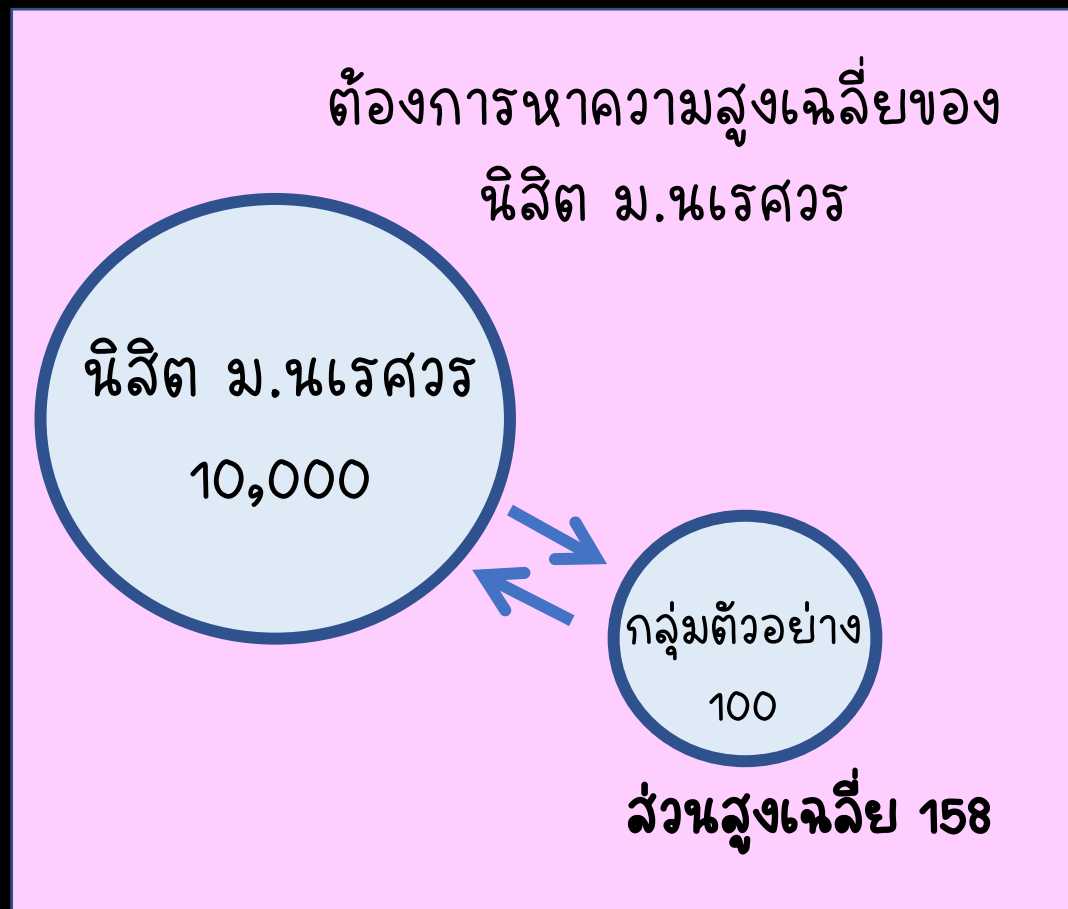 ต้องการหาความสูงเฉลี่ยของ
นิสิต ม.นเรศวร
นิสิต ม.นเรศวร
10,000
กลุ่มตัวอย่าง
100
ส่วนสูงเฉลี่ย 158